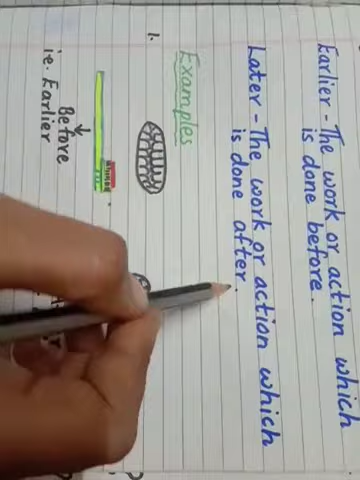 Earlier - The work or action which
is done before.
Later - The work or action which
is done after.
Examples
1.
Before
i.e. Earlier